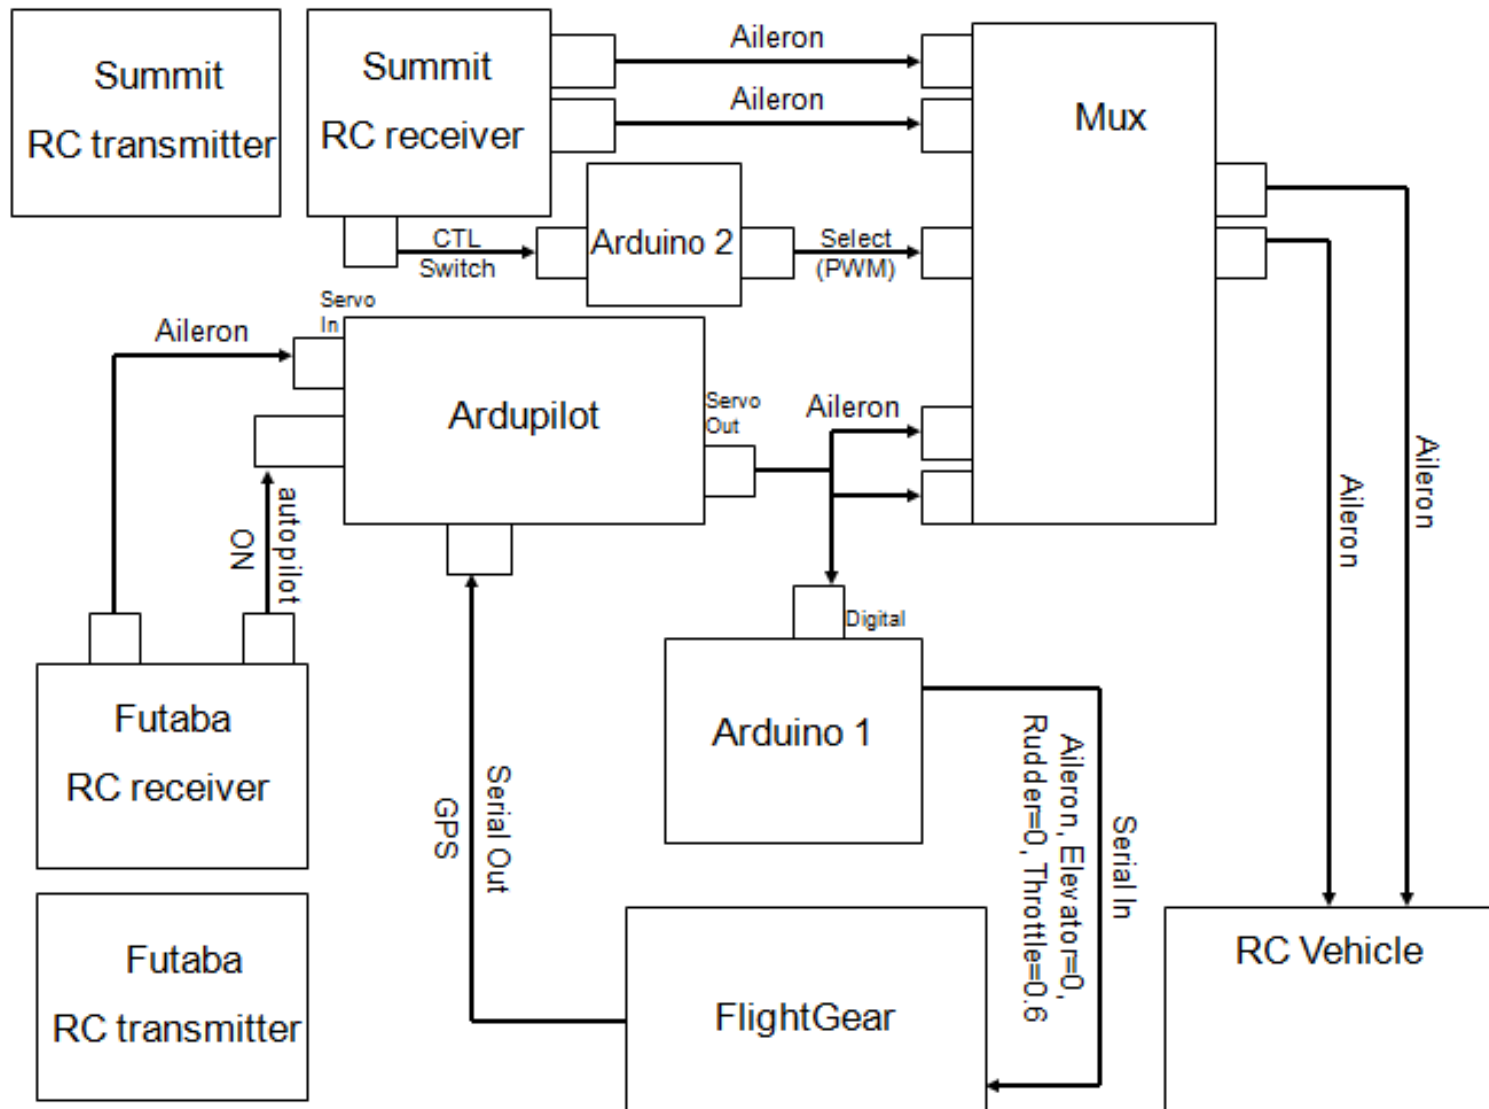 Summit
RC transmitter
Summit
RC receiver
Aileron
Aileron
Mux
CTL
Switch
Arduino 2
Select
(PWM)
Servo
In
Aileron
Ardupilot
Servo
Out
Aileron
autopilot
ON
Aileron
Aileron
Digital
Futaba
RC receiver
Serial Out
GPS
Arduino 1
Serial In
Aileron, Elevator=0,
Rudder=0, Throttle=0.6
Futaba
RC transmitter
FlightGear
RC Vehicle